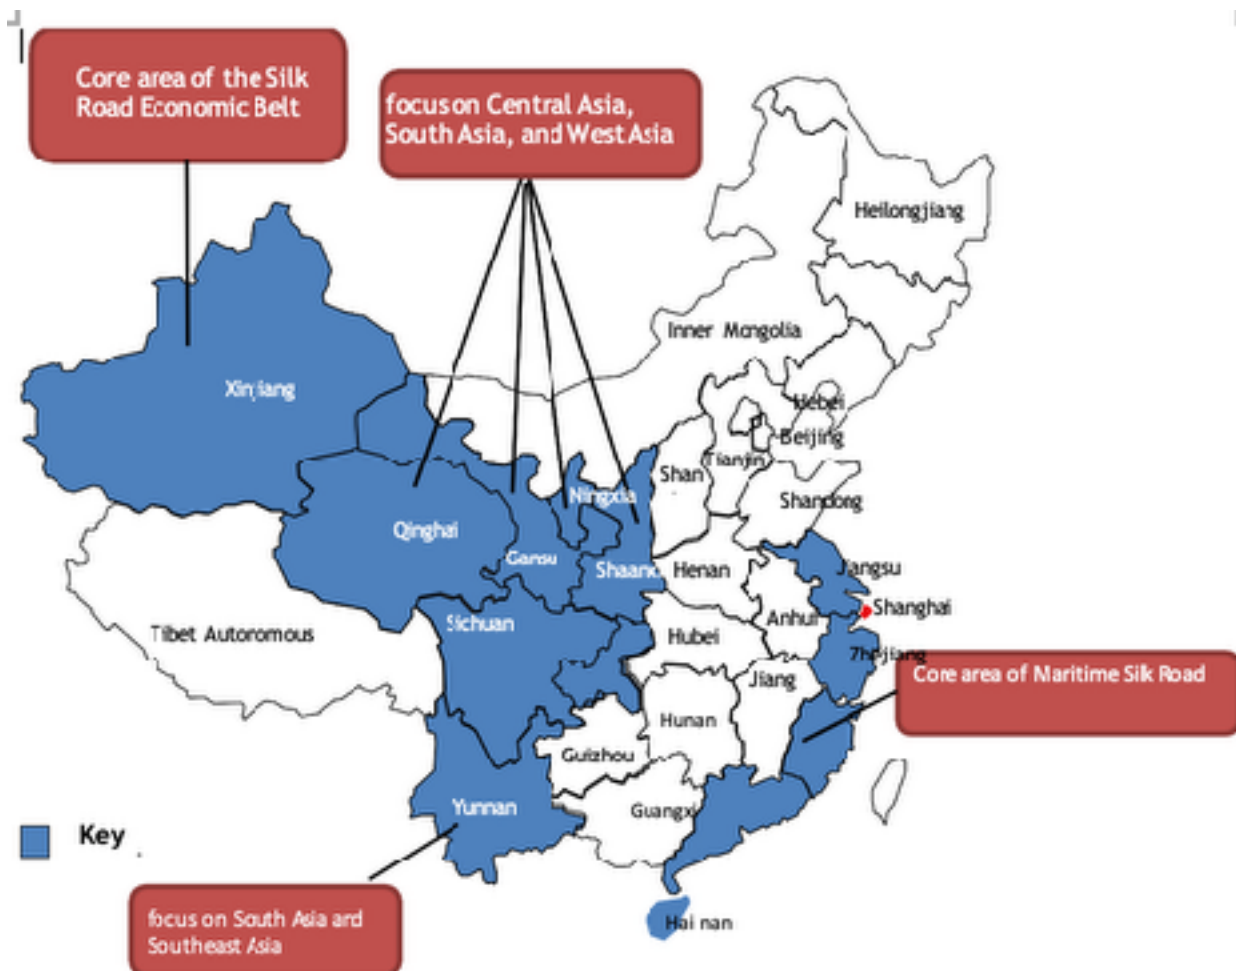 Core area of the Silk
Road Economic Belt
focus on Central Asia,
South Asia, and West Asia
Heilongjiang
Inner Mongolia
Xinjiang
Hebei
Beijing
Tianjin
Shan
Shandong
Ningxia
Qinghai
Gansu
Shaanx
Henan
Jiangsu
Shanghai
Anhui
Sichuan
Hubei
Tibet Autoromous
Jiang
Core area of Maritime Silk Road
Hunan
Guizhou
Yunnan
Guangxi
Key
focus on South Asia and
Southeast Asia
Hai nan